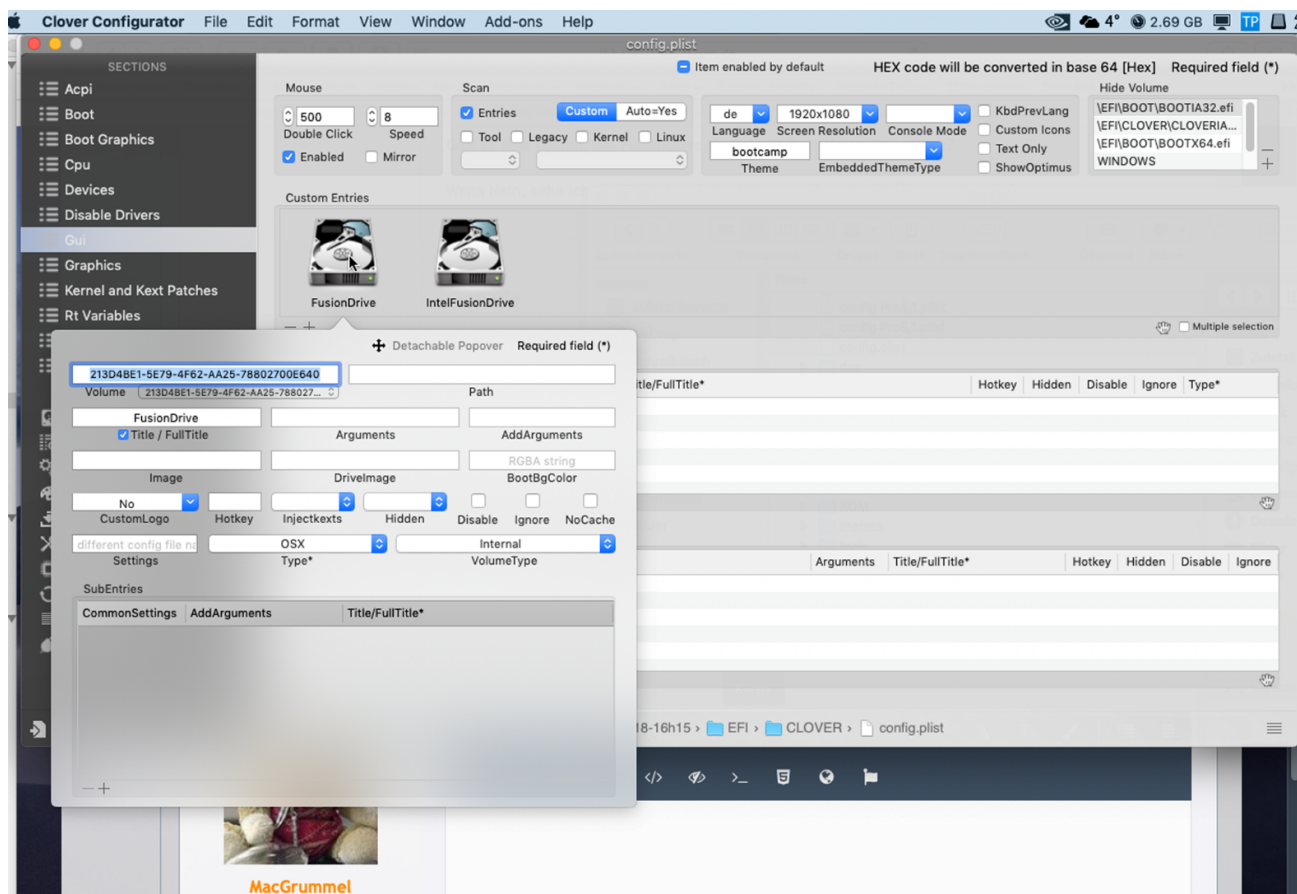 Clover Configurator File Edit Format View Window Add-ons Help 4° 2.69 GB TP
config.plist
SECTIONS
Acpi
Boot
Boot Graphics
Cpu
Devices
Disable Drivers
Gui
Graphics
Kernel and Kext Patches
Rt Variables
Item enabled by default HEX code will be converted in base 64 [Hex] Required field (*)
Mouse
500 8
Double Click Speed
Enabled Mirror
Scan
Entries Custom Auto=Yes
Tool Legacy Kernel Linux
de 1920x1080
Language Screen Resolution Console Mode
bootcamp
Theme EmbeddedThemeType
KbdPrevLang
Custom Icons
Text Only
ShowOptimus
Hide Volume
\EFI\BOOT\BOOTIA32.efi
\EFI\CLOVER\CLOVERIA...
\EFI\BOOT\BOOTX64.efi
WINDOWS
Custom Entries
FusionDrive IntelFusionDrive
Multiple selection
Detachable Popover Required field (*)
213D4BE1-5E79-4F62-AA25-78802700E640
Volume 213D4BE1-5E79-4F62-AA25-788027... Path
FusionDrive
Title / FullTitle Arguments AddArguments
RGBA string
Image DriveImage BootBgColor
No
CustomLogo Hotkey Injectkexts Hidden Disable Ignore NoCache
different config file na OSX Internal
Settings Type* VolumeType
SubEntries
CommonSettings AddArguments Title/FullTitle*
itle/FullTitle* Hotkey Hidden Disable Ignore Type*
Arguments Title/FullTitle* Hotkey Hidden Disable Ignore
18-16h15 › EFI › CLOVER › config.plist
MacGrummel